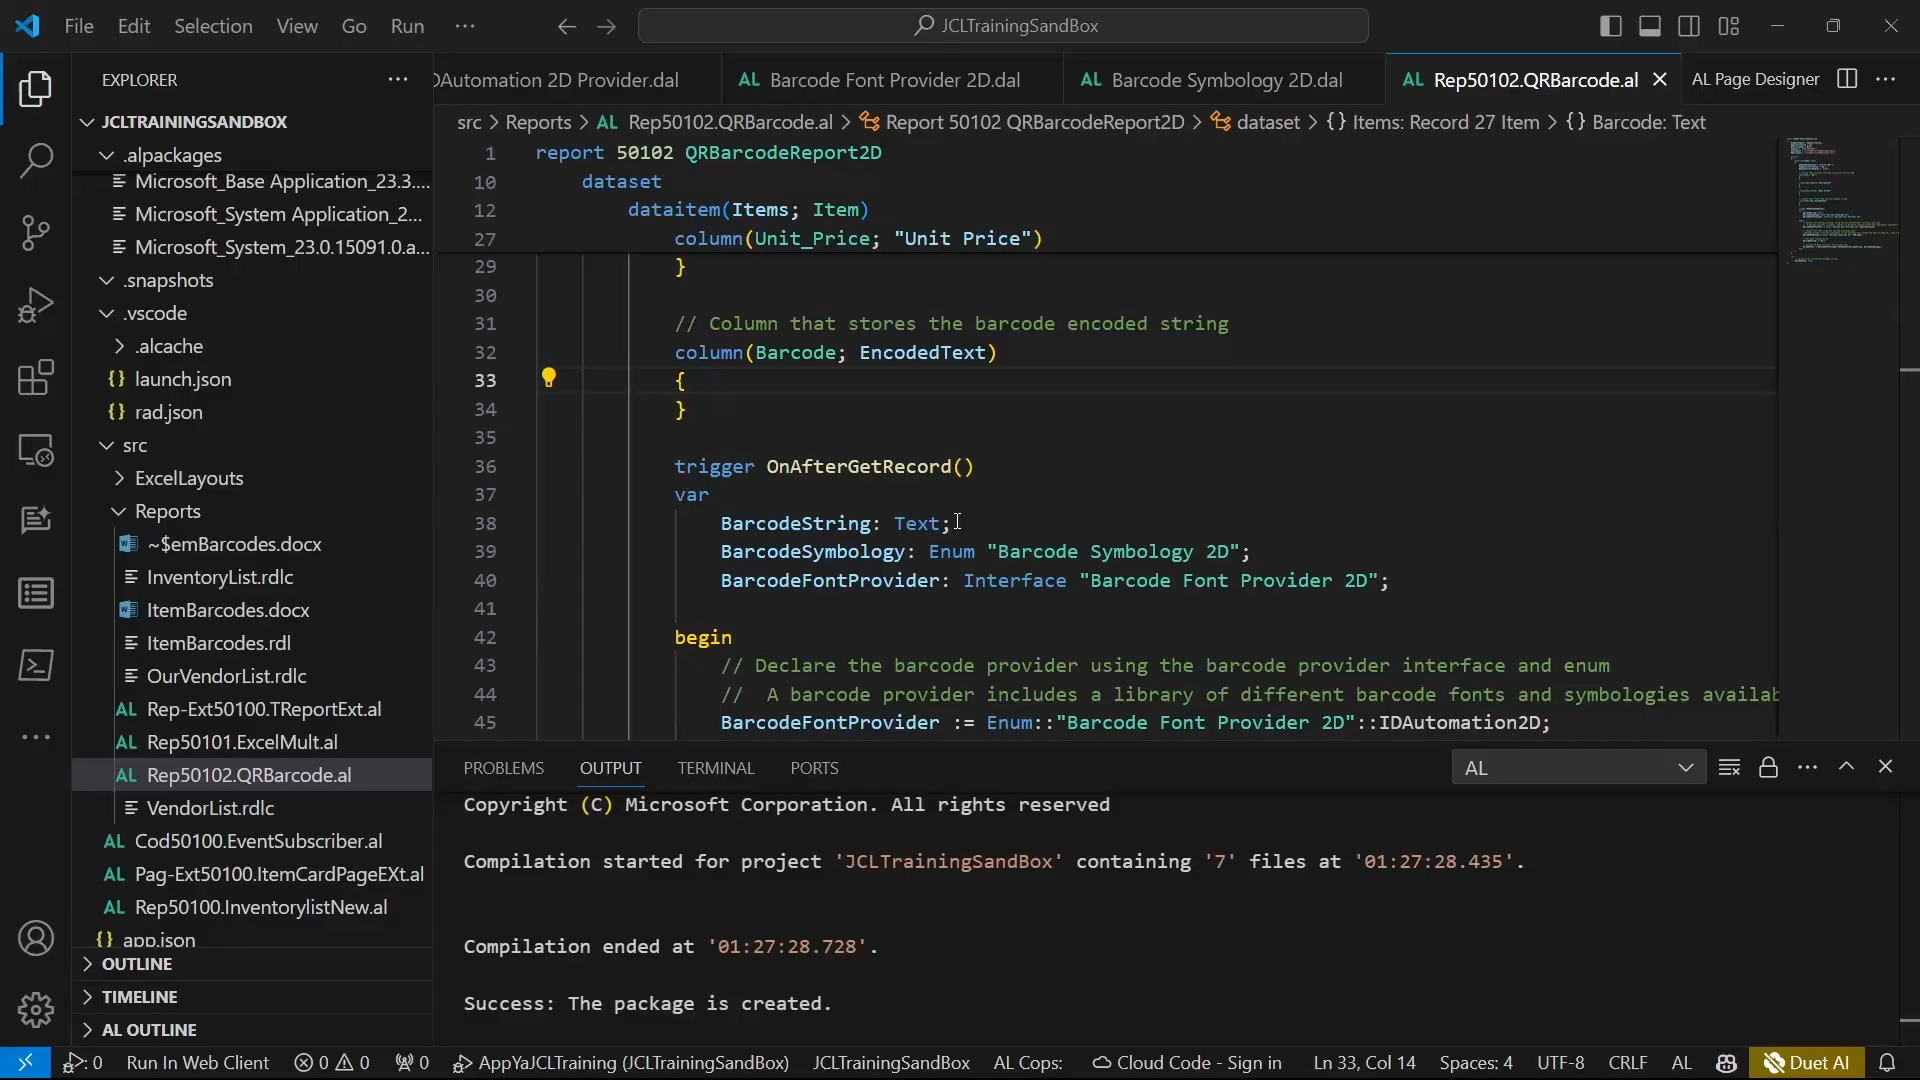 File Edit Selection View Go Run ··· JCLTrainingSandBox
EXPLORER ···
JCLTRAININGSANDBOX
.alpackages
Microsoft_Base Application_23.3....
Microsoft_System Application_2...
Microsoft_System_23.0.15091.0.a...
.snapshots
.vscode
.alcache
launch.json
rad.json
src
ExcelLayouts
Reports
~$emBarcodes.docx
InventoryList.rdlc
ItemBarcodes.docx
ItemBarcodes.rdl
OurVendorList.rdlc
AL Rep-Ext50100.TReportExt.al
AL Rep50101.ExcelMult.al
AL Rep50102.QRBarcode.al
VendorList.rdlc
AL Cod50100.EventSubscriber.al
AL Pag-Ext50100.ItemCardPageEXt.al
AL Rep50100.InventorylistNew.al
{} app.json
OUTLINE
TIMELINE
AL OUTLINE
DAutomation 2D Provider.dal AL Barcode Font Provider 2D.dal AL Barcode Symbology 2D.dal AL Rep50102.QRBarcode.al AL Page Designer ···
src > Reports > AL Rep50102.QRBarcode.al > Report 50102 QRBarcodeReport2D > dataset > {} Items: Record 27 Item > {} Barcode: Text
1 report 50102 QRBarcodeReport2D
10 dataset
12 dataitem(Items; Item)
27 column(Unit_Price; "Unit Price")
29 }
30
31 // Column that stores the barcode encoded string
32 column(Barcode; EncodedText)
33 {
34 }
35
36 trigger OnAfterGetRecord()
37 var
38 BarcodeString: Text;
39 BarcodeSymbology: Enum "Barcode Symbology 2D";
40 BarcodeFontProvider: Interface "Barcode Font Provider 2D";
41
42 begin
43 // Declare the barcode provider using the barcode provider interface and enum
44 // A barcode provider includes a library of different barcode fonts and symbologies availab
45 BarcodeFontProvider := Enum::"Barcode Font Provider 2D"::IDAutomation2D;
PROBLEMS OUTPUT TERMINAL PORTS AL ···
Copyright (C) Microsoft Corporation. All rights reserved
Compilation started for project 'JCLTrainingSandBox' containing '7' files at '01:27:28.435'.
Compilation ended at '01:27:28.728'.
Success: The package is created.
: 0 Run In Web Client 0 0 0 AppYaJCLTraining (JCLTrainingSandBox) JCLTrainingSandBox AL Cops: Cloud Code - Sign in Ln 33, Col 14 Spaces: 4 UTF-8 CRLF AL Duet AI